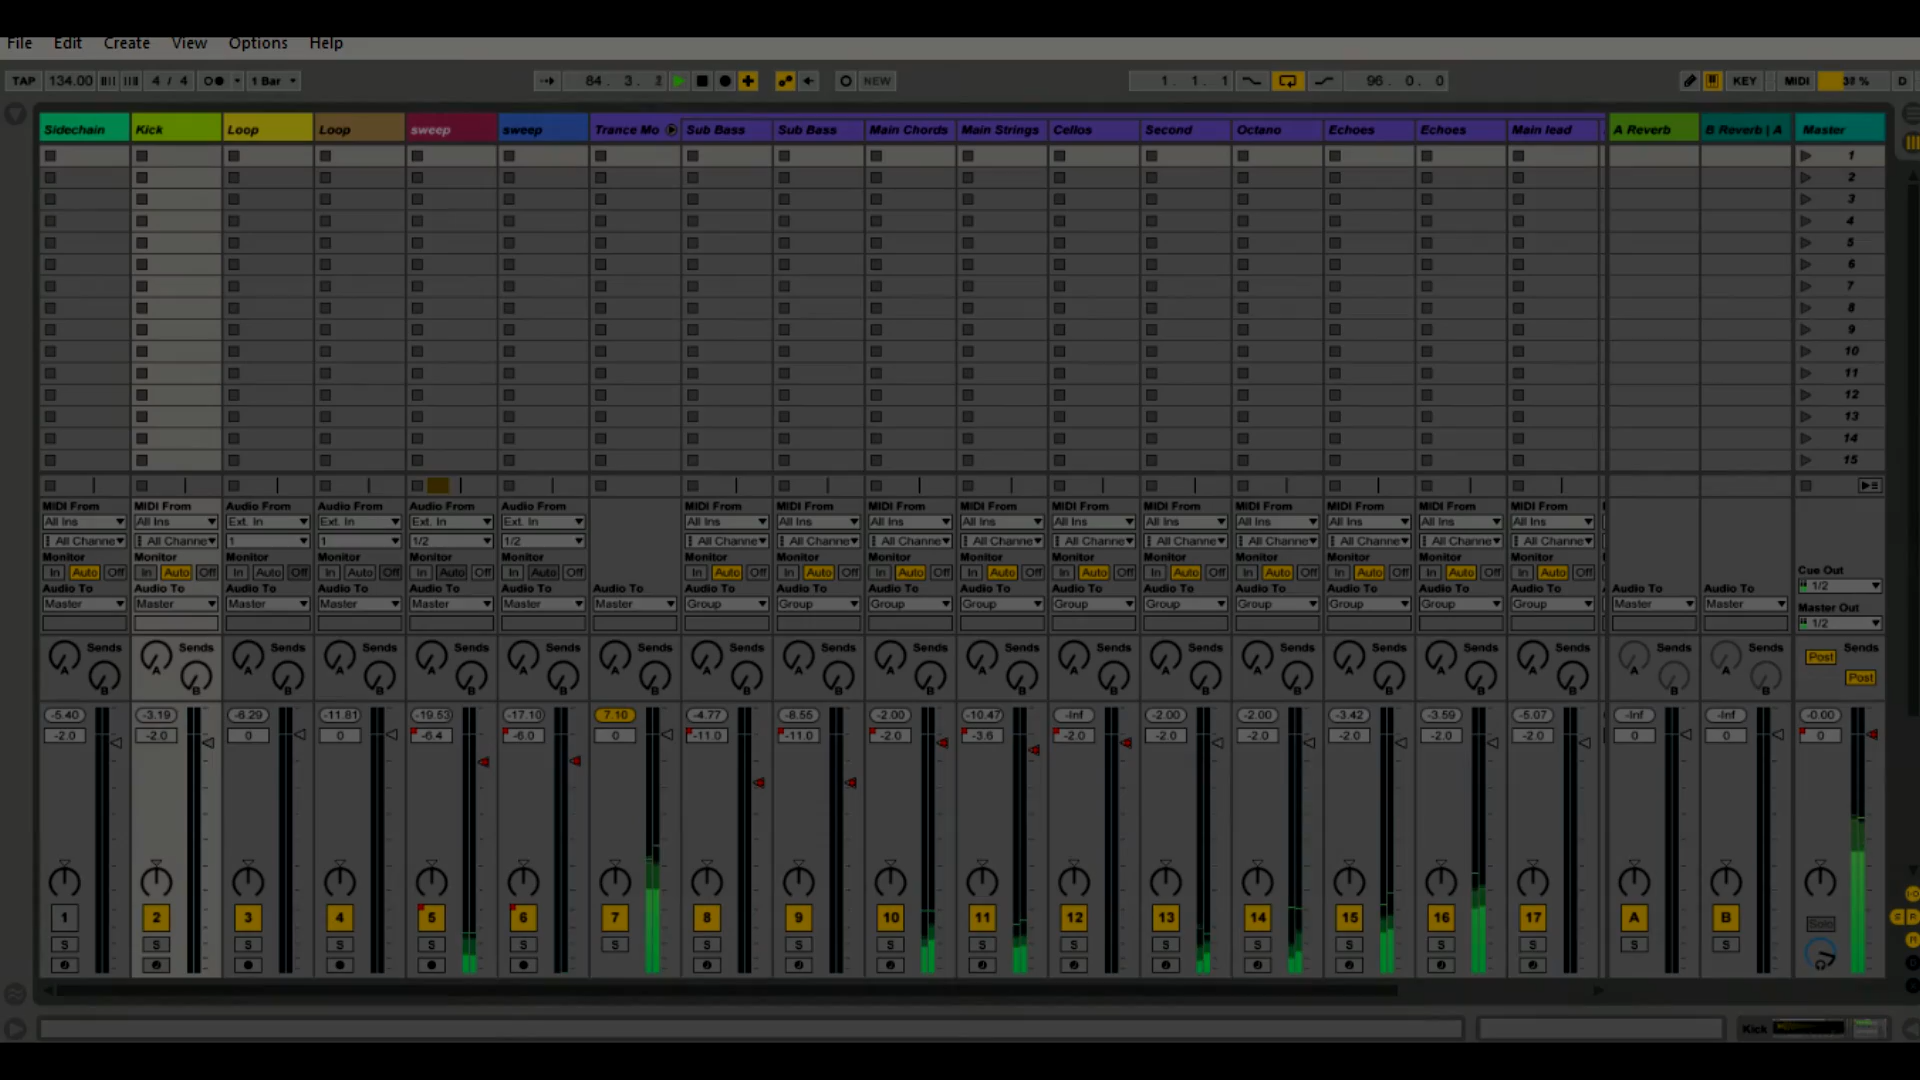 File Edit Create View Options Help
TAP 134.00 4 / 4 1 Bar 84 . 3 . 2 NEW 1 . 1 . 1 96 . 0 . 0 KEY MIDI % D
Sidechain Kick Loop Loop sweep sweep Trance Mo Sub Bass Sub Bass Main Chords Main Strings Cellos Second Octano Echoes Echoes Main lead A Reverb B Reverb | A Master
1
2
3
4
5
6
7
8
9
10
11
12
13
14
15
MIDI From MIDI From Audio From Audio From Audio From Audio From MIDI From MIDI From MIDI From MIDI From MIDI From MIDI From MIDI From MIDI From MIDI From MIDI From
All Ins All Ins Ext. In Ext. In Ext. In Ext. In All Ins All Ins All Ins All Ins All Ins All Ins All Ins All Ins All Ins All Ins
All Channe All Channe 1 1 1/2 1/2 All Channe All Channe All Channe All Channe All Channe All Channe All Channe All Channe All Channe All Channe
Monitor Monitor Monitor Monitor Monitor Monitor Monitor Monitor Monitor Monitor Monitor Monitor Monitor Monitor Monitor Monitor
In Auto Off In Auto Off In Auto Off In Auto Off In Auto Off In Auto Off In Auto Off In Auto Off In Auto Off In Auto Off In Auto Off In Auto Off In Auto Off In Auto Off In Auto Off In Auto Off Cue Out
1/2
Audio To Audio To Audio To Audio To Audio To Audio To Audio To Audio To Audio To Audio To Audio To Audio To Audio To Audio To Audio To Audio To Audio To Audio To Audio To
Master Master Master Master Master Master Master Group Group Group Group Group Group Group Group Group Group Master Master Master Out
1/2
Sends Sends Sends Sends Sends Sends Sends Sends Sends Sends Sends Sends Sends Sends Sends Sends Sends Sends Sends Sends
A A A A A A A A A A A A A A A A A A A Post
B B B B B B B B B B B B B B B B B B B Post
-5.40 -3.19 -6.29 -11.81 -19.53 -17.10 7.10 -4.77 -8.55 -2.00 -10.47 -Inf -2.00 -2.00 -3.42 -3.59 -5.07 -Inf -Inf -0.00
-2.0 -2.0 0 0 -6.4 -6.0 0 -11.0 -11.0 -2.0 -3.6 -2.0 -2.0 -2.0 -2.0 -2.0 -2.0 0 0 0
1 2 3 4 5 6 7 8 9 10 11 12 13 14 15 16 17 A B Solo
S S S S S S S S S S S S S S S S S S S
Kick